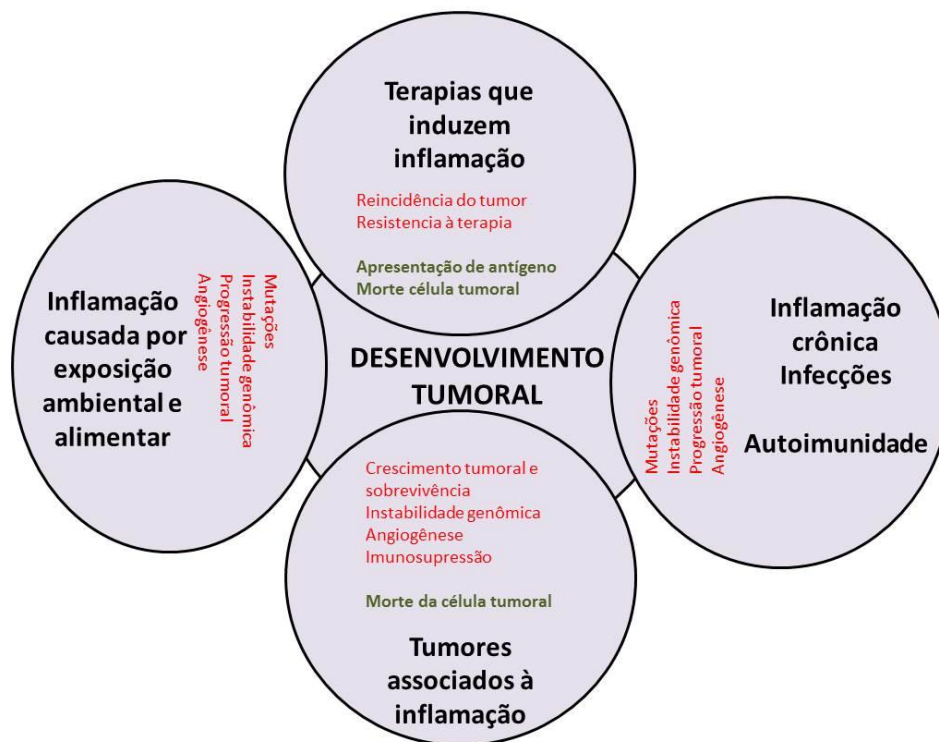 Terapias que
induzem
inflamação
Reincidência do tumor
Resistencia à terapia
Apresentação de antígeno
Morte célula tumoral
Inflamação
causada por
exposição
ambiental e
alimentar
Mutações
Instabilidade genômica
Progressão tumoral
Angiogênese
DESENVOLVIMENTO
TUMORAL
Mutações
Instabilidade genômica
Progressão tumoral
Angiogênese
Inflamação
crônica
Infecções
Autoimunidade
Crescimento tumoral e
sobrevivência
Instabilidade genômica
Angiogênese
Imunosupressão
Morte da célula tumoral
Tumores
associados à
inflamação